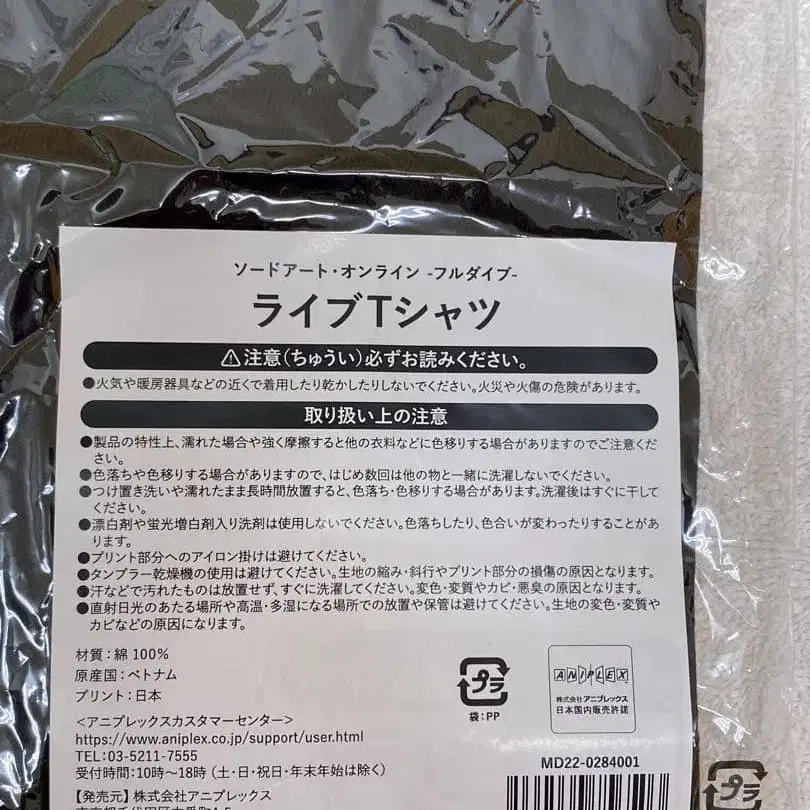 ソードアート・オンライン -フルダイブ-
ライブTシャツ
⚠注意(ちゅうい)必ずお読みください。
●火気や暖房器具などの近くで着用したり乾かしたりしないでください。火災や火傷の危険があります。
取り扱い上の注意
●製品の特性上、濡れた場合や強く摩擦すると他の衣料などに色移りする場合がありますのでご注意くだ
さい。
●色落ちや色移りする場合がありますので、はじめ数回は他の物と一緒に洗濯しないでください。
●つけ置き洗いや濡れたまま長時間放置すると、色落ち・色移りする場合があります。洗濯後はすぐに干して
ください。
●漂白剤や蛍光増白剤入り洗剤は使用しないでください。色落ちしたり、色合いが変わったりすることがあ
ります。
●プリント部分へのアイロン掛けは避けてください。
●タンブラー乾燥機の使用は避けてください。生地の縮み・斜行やプリント部分の損傷の原因となります。
●汗などで汚れたものは放置せず、すぐに洗濯してください。変色・変質やカビ・悪臭の原因となります。
●直射日光のあたる場所や高温・多湿になる場所での放置や保管は避けてください。生地の変色・変質や
カビなどの原因になります。
材質:綿 100%
原産国:ベトナム
プリント:日本
プラ
袋:PP
ANIPLEX
株式会社アニプレックス
日本国内販売許諾
<アニプレックスカスタマーセンター>
https://www.aniplex.co.jp/support/user.html
TEL:03-5211-7555
受付時間:10時〜18時(土・日・祝日・年末年始は除く)
MD22-0284001
【発売元】株式会社アニプレックス
プラ